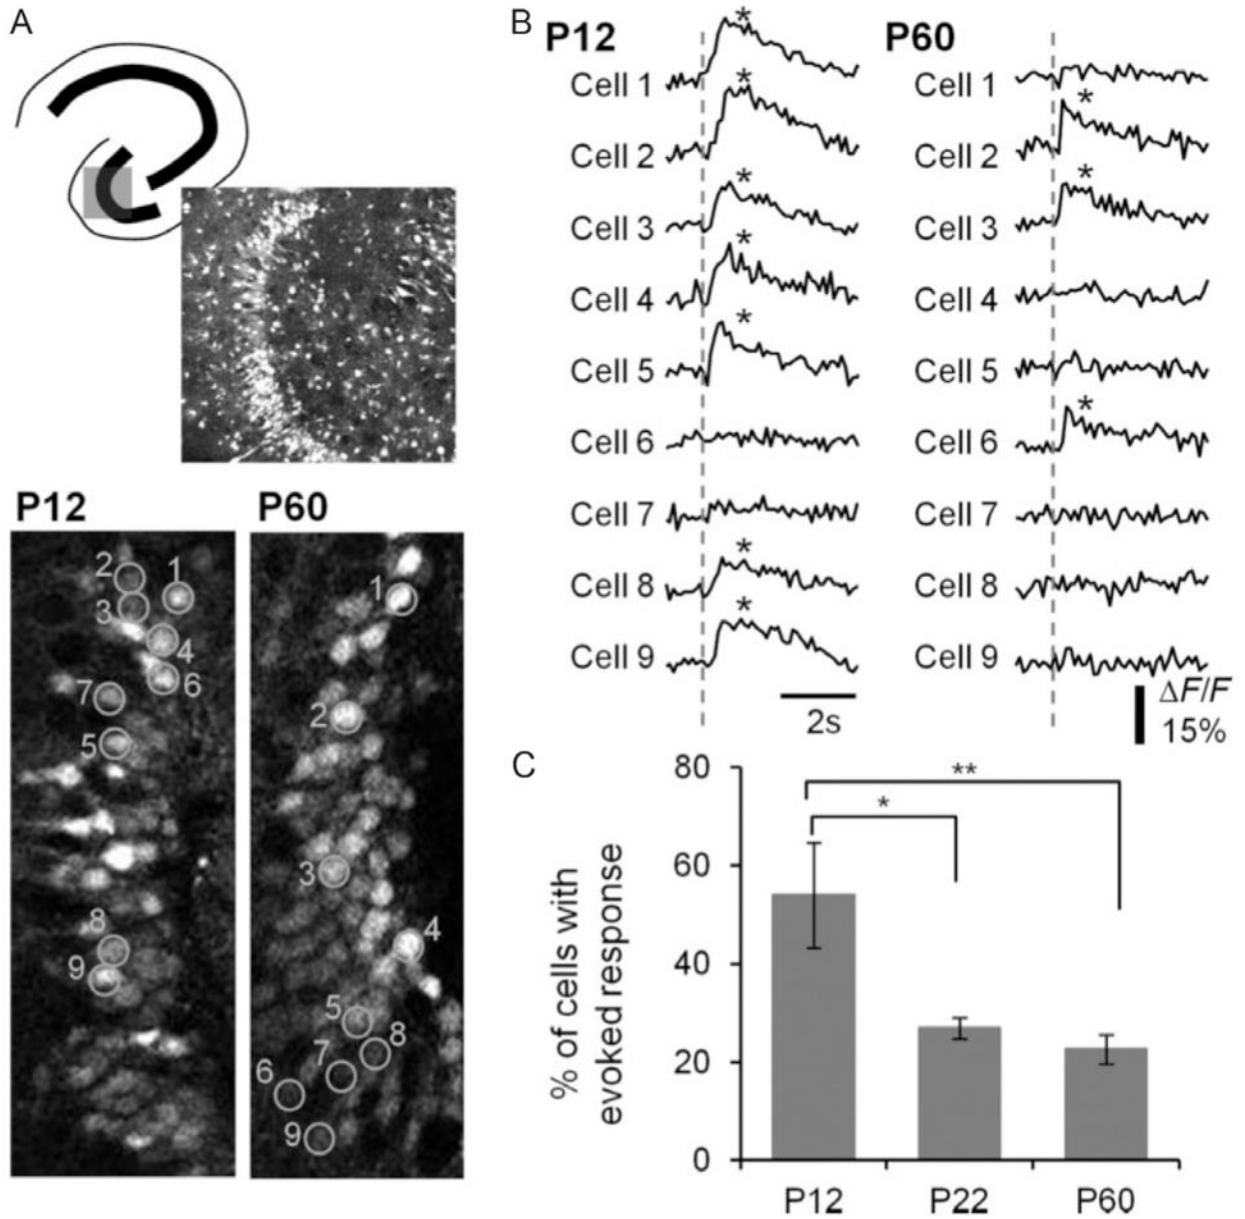 A
P12
P60
2
1
3
4
6
7
5
8
9
1
2
3
4
5
8
7
6
9
B
P12
P60
*
Cell 1
Cell 1
*
*
Cell 2
Cell 2
*
*
Cell 3
Cell 3
*
Cell 4
Cell 4
*
Cell 5
Cell 5
*
Cell 6
Cell 6
Cell 7
Cell 7
*
Cell 8
Cell 8
*
Cell 9
Cell 9
2s
ΔF/F
15%
C
% of cells with
evoked response
80
60
40
20
0
**
*
P12
P22
P60